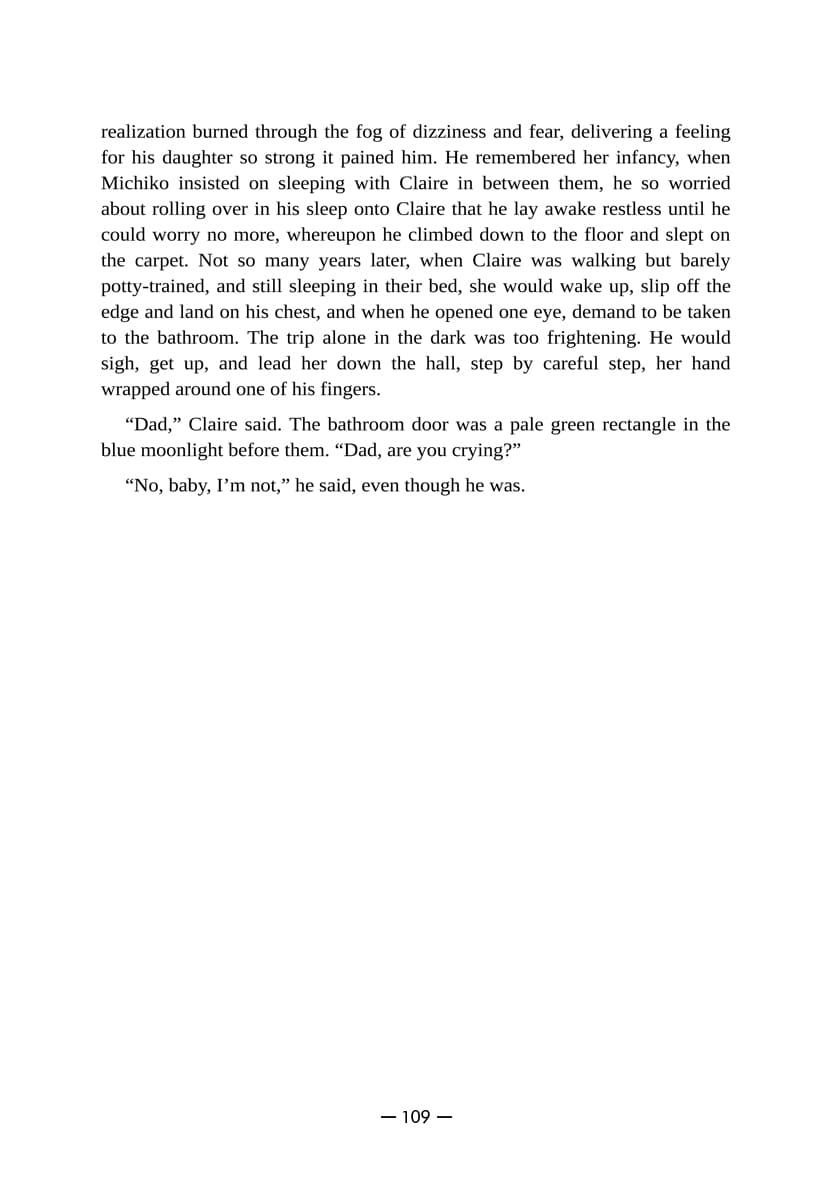 realization burned through the fog of dizziness and fear, delivering a feeling
for his daughter so strong it pained him. He remembered her infancy, when
Michiko insisted on sleeping with Claire in between them, he so worried
about rolling over in his sleep onto Claire that he lay awake restless until he
could worry no more, whereupon he climbed down to the floor and slept on
the carpet. Not so many years later, when Claire was walking but barely
potty-trained, and still sleeping in their bed, she would wake up, slip off the
edge and land on his chest, and when he opened one eye, demand to be taken
to the bathroom. The trip alone in the dark was too frightening. He would
sigh, get up, and lead her down the hall, step by careful step, her hand
wrapped around one of his fingers.
“Dad,” Claire said. The bathroom door was a pale green rectangle in the
blue moonlight before them. “Dad, are you crying?”
“No, baby, I’m not,” he said, even though he was.
— 109 —